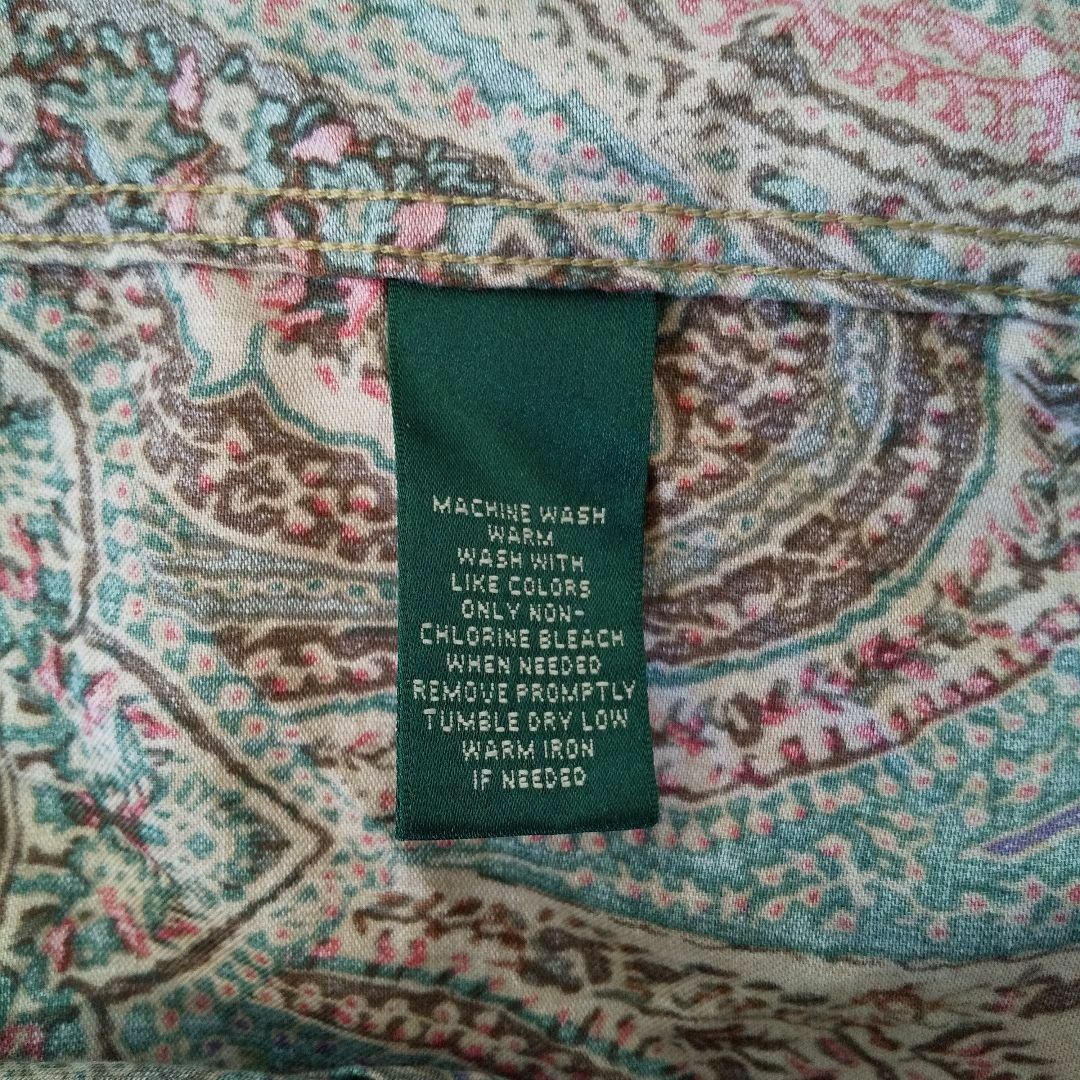 MACHINE WASH
WARM
WASH WITH
LIKE COLORS
ONLY NON-
CHLORINE BLEACH
WHEN NEEDED
REMOVE PROMPTLY
TUMBLE DRY LOW
WARM IRON
IF NEEDED